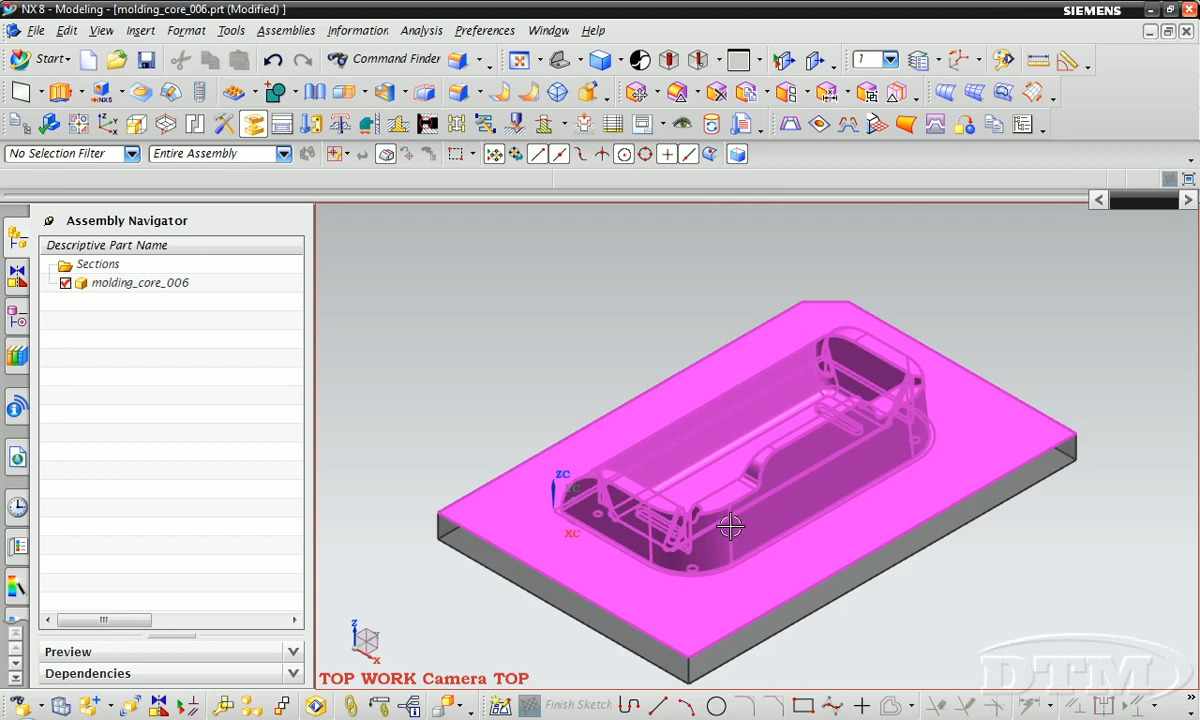 NX 8 - Modeling - [molding_core_006.prt (Modified) ]
SIEMENS
File Edit View Insert Format Tools Assemblies Information Analysis Preferences Window Help
Start Command Finder 1
NX5
No Selection Filter Entire Assembly
Assembly Navigator
Descriptive Part Name
Sections
molding_core_006
ZC
XC
Preview
Dependencies
Z
X
TOP WORK Camera TOP
DTM
Finish Sketch